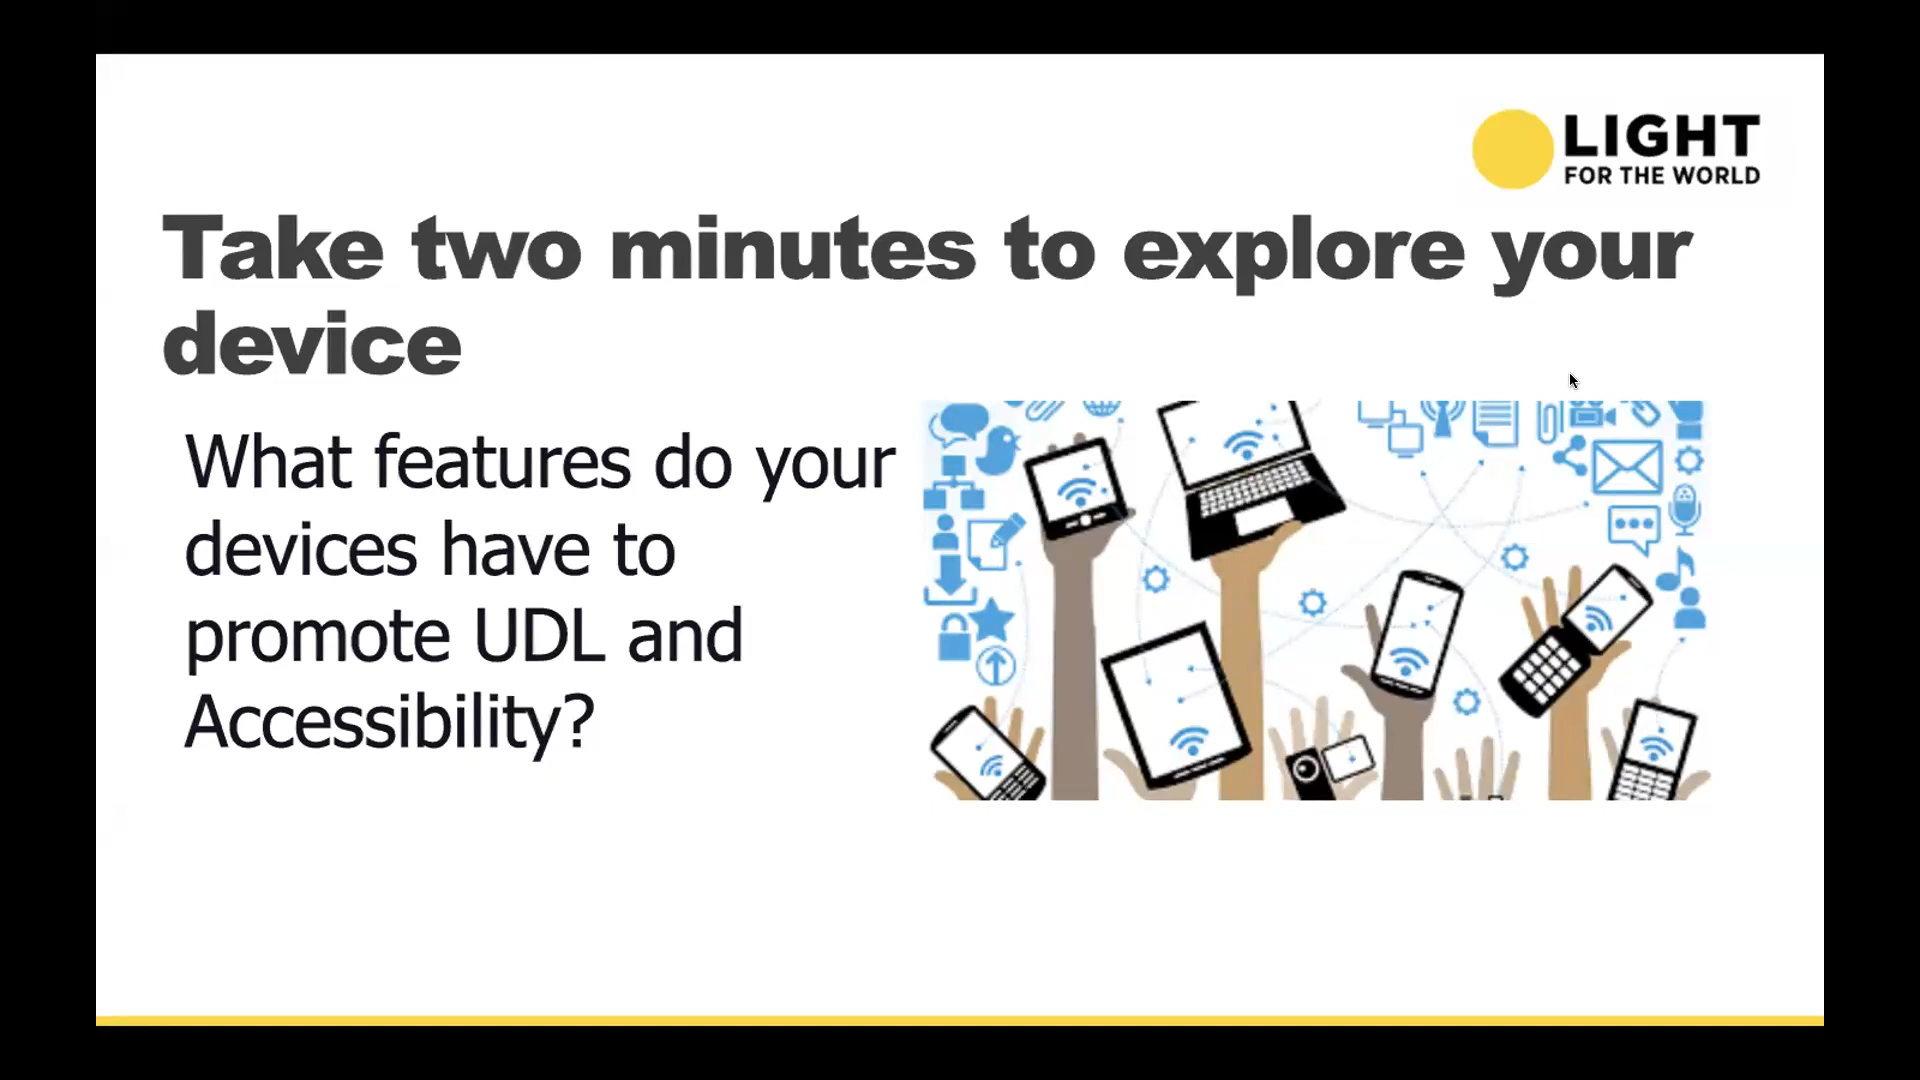 LIGHT
FOR THE WORLD
Take two minutes to explore your
device
What features do your
devices have to
promote UDL and
Accessibility?